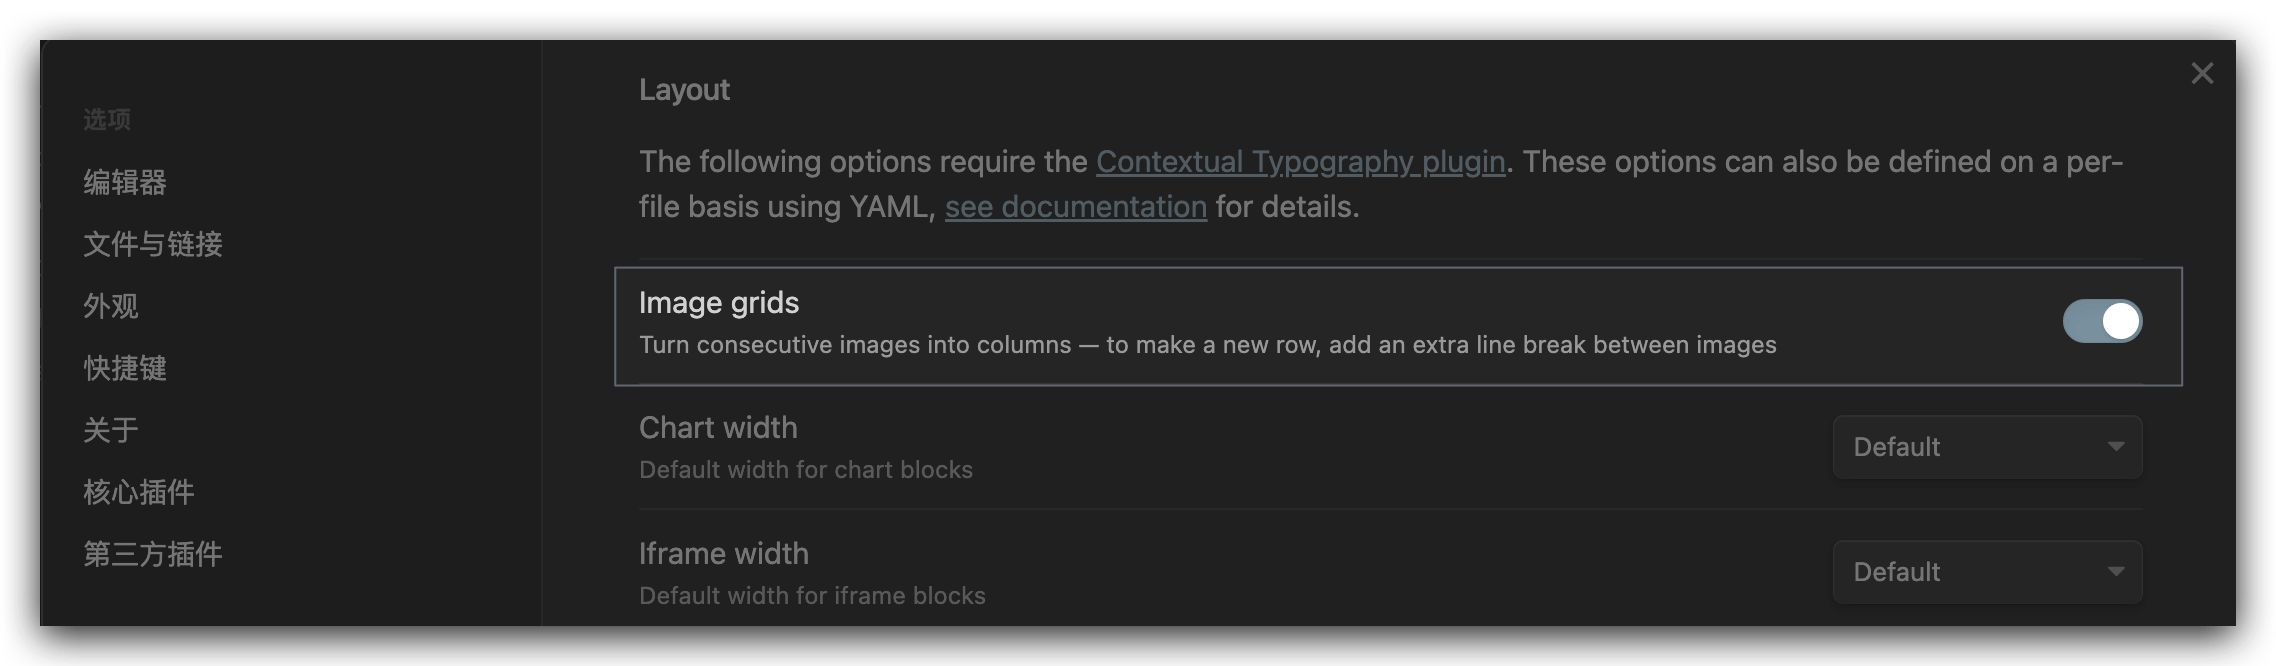 选项
编辑器
文件与链接
外观
快捷键
关于
核心插件
第三方插件
Layout
The following options require the Contextual Typography plugin. These options can also be defined on a per-
file basis using YAML, see documentation for details.
Image grids
Turn consecutive images into columns — to make a new row, add an extra line break between images
Chart width
Default width for chart blocks
Default
Iframe width
Default width for iframe blocks
Default